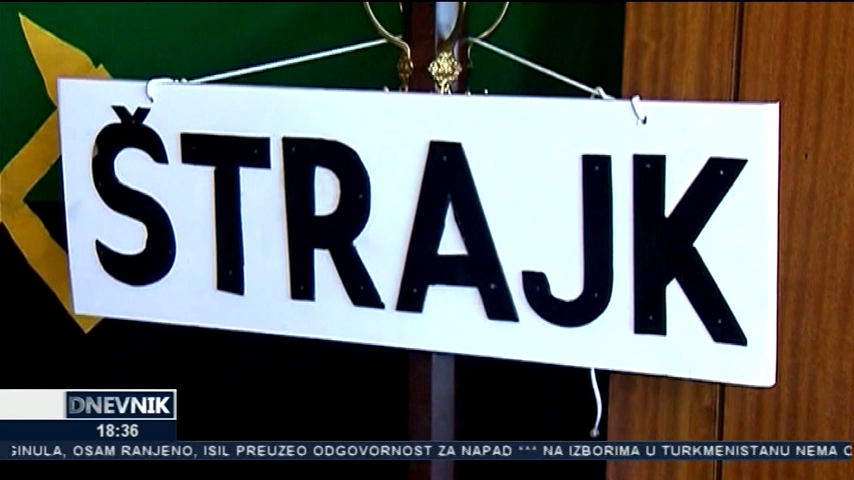 ŠTRAJK
DNEVNIK
18:36
GINULA, OSAM RANJENO, ISIL PREUZEO ODGOVORNOST ZA NAPAD *** NA IZBORIMA U TURKMENISTANU NEMA